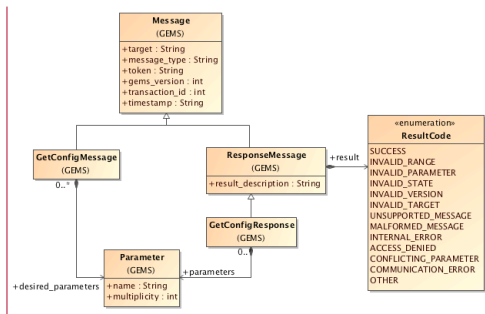 Message
(GEMS)
+target : String
+message_type : String
+token : String
+gems_version : int
+transaction_id : int
+timestamp : String
GetConfigMessage
(GEMS)
0..*
ResponseMessage
(GEMS)
+result_description : String
+result
«enumeration»
ResultCode
SUCCESS
INVALID_RANGE
INVALID_PARAMETER
INVALID_STATE
INVALID_VERSION
INVALID_TARGET
UNSUPPORTED_MESSAGE
MALFORMED_MESSAGE
INTERNAL_ERROR
ACCESS_DENIED
CONFLICTING_PARAMETER
COMMUNICATION_ERROR
OTHER
GetConfigResponse
(GEMS)
0..*
Parameter
(GEMS)
+name : String
+multiplicity : int
+desired_parameters
+parameters